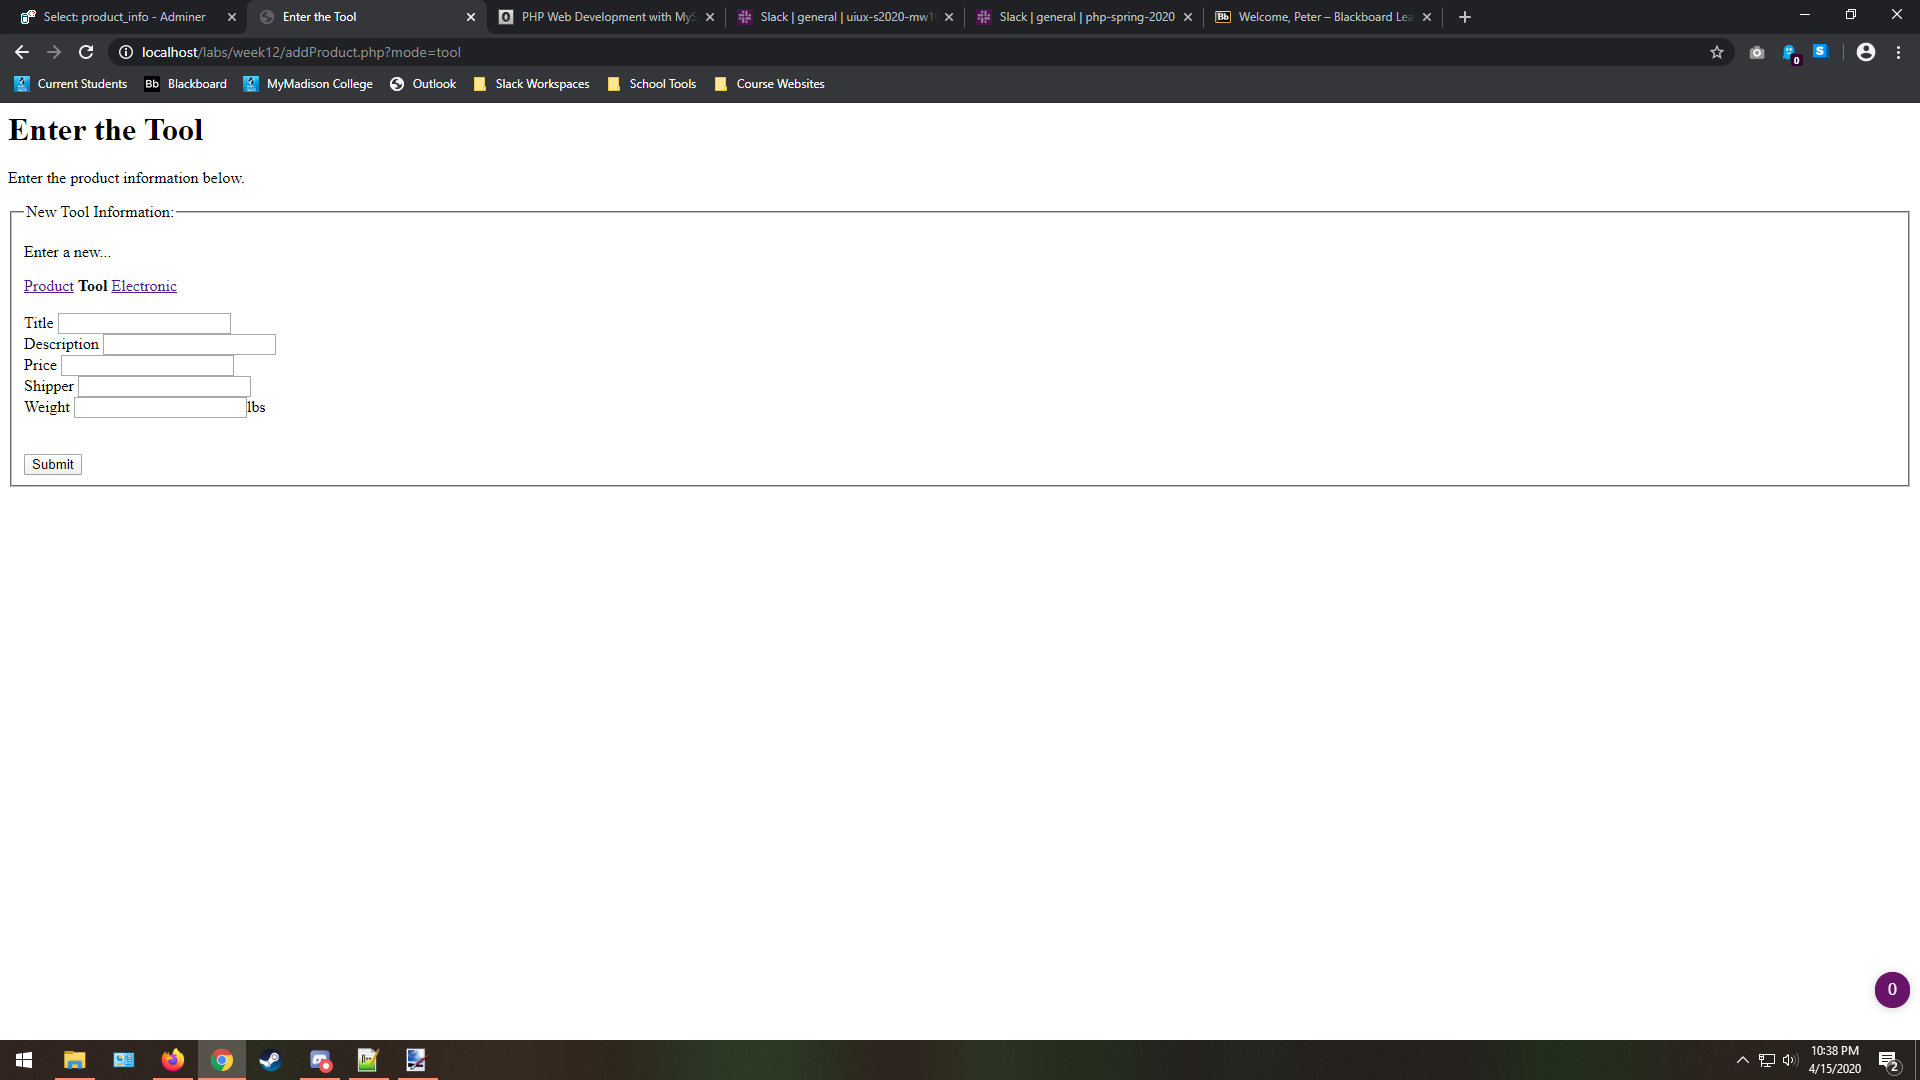 Select: product_info - Adminer
Enter the Tool
PHP Web Development with MyS
Slack | general | uiux-s2020-mw1
Slack | general | php-spring-2020
Bb Welcome, Peter – Blackboard Lea
localhost/labs/week12/addProduct.php?mode=tool
0
S
Current Students
Bb Blackboard
MyMadison College
Outlook
Slack Workspaces
School Tools
Course Websites
Enter the Tool
Enter the product information below.
New Tool Information:
Enter a new...
Product Tool Electronic
Title
Description
Price
Shipper
Weight lbs
Submit
0
10:38 PM
4/15/2020
2